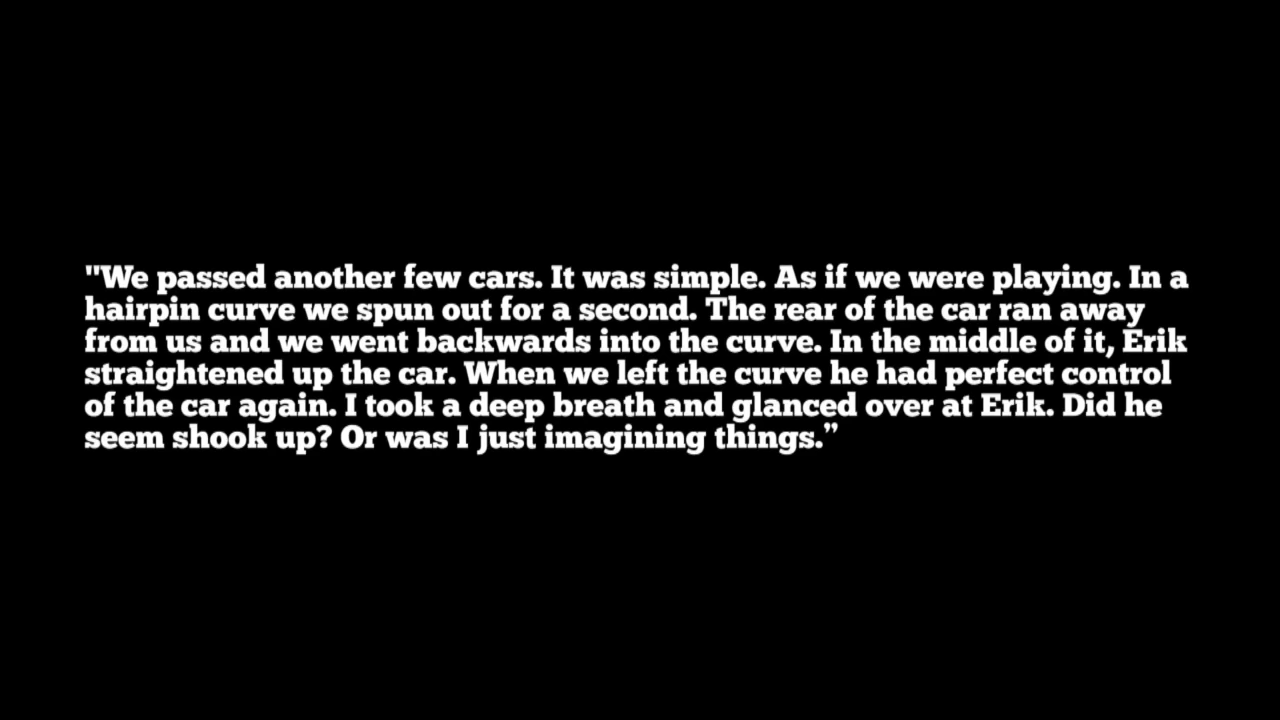 "We passed another few cars. It was simple. As if we were playing. In a
hairpin curve we spun out for a second. The rear of the car ran away
from us and we went backwards into the curve. In the middle of it, Erik
straightened up the car. When we left the curve he had perfect control
of the car again. I took a deep breath and glanced over at Erik. Did he
seem shook up? Or was I just imagining things.”